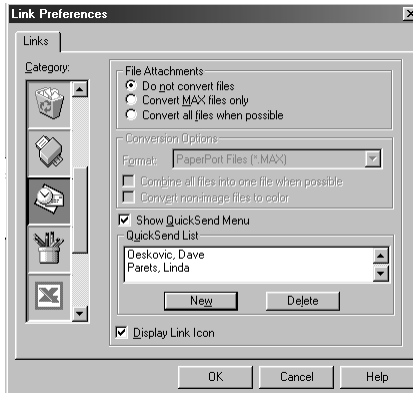 Link Preferences
Links
Category:
File Attachments
Do not convert files
Convert MAX files only
Convert all files when possible
Conversion Options
Format: PaperPort Files (*.MAX)
Combine all files into one file when possible
Convert non-image files to color
Show QuickSend Menu
QuickSend List
Oeskovic, Dave
Parets, Linda
New Delete
Display Link Icon
OK Cancel Help